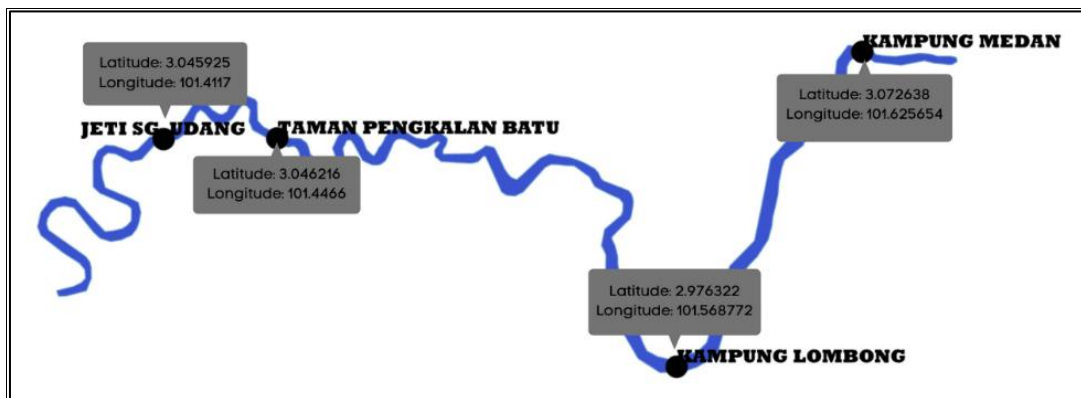 KAMPUNG MEDAN
Latitude: 3.045925
Longitude: 101.4117
Latitude: 3.072638
Longitude: 101.625654
JETI SG. UDANG
TAMAN PENGKALAN BATU
Latitude: 3.046216
Longitude: 101.4466
Latitude: 2.976322
Longitude: 101.568772
KAMPUNG LOMBONG